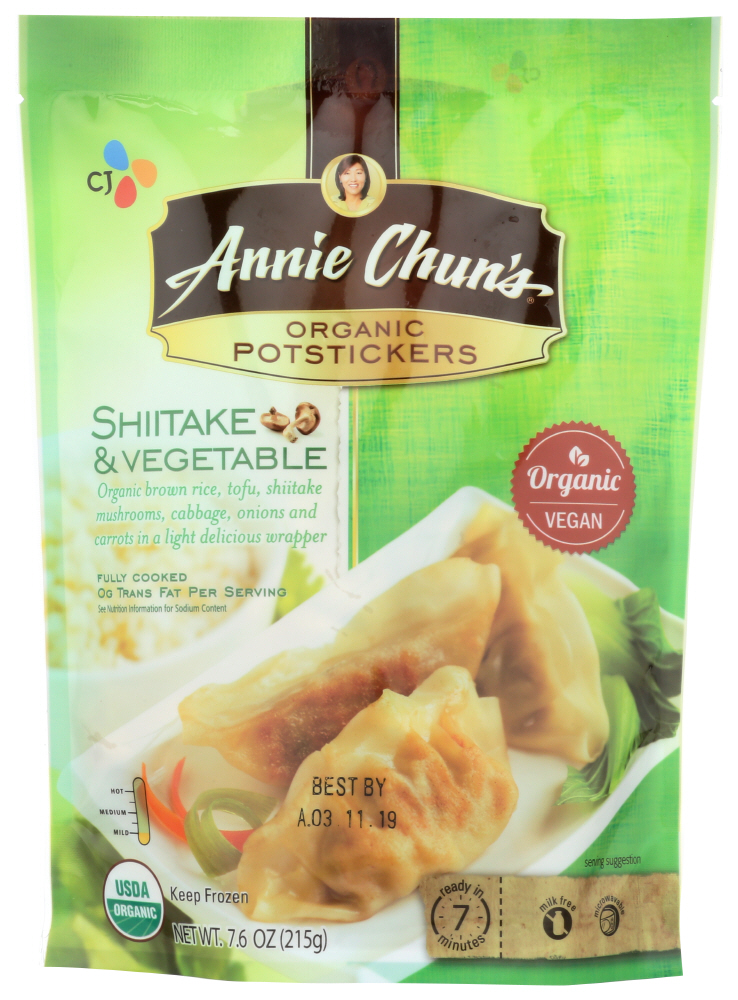 CJ
Annie Chun's®
ORGANIC
POTSTICKERS
SHIITAKE
& VEGETABLE
Organic brown rice, tofu, shiitake
mushrooms, cabbage, onions and
carrots in a light delicious wrapper
FULLY COOKED
0g TRANS FAT PER SERVING
See Nutrition Information for Sodium Content
Organic
VEGAN
HOT
MEDIUM
MILD
BEST BY
A.03 11.19
serving suggestion
USDA
ORGANIC
Keep Frozen
NET WT. 7.6 OZ (215g)
ready in
7
minutes
milk free
microwavable